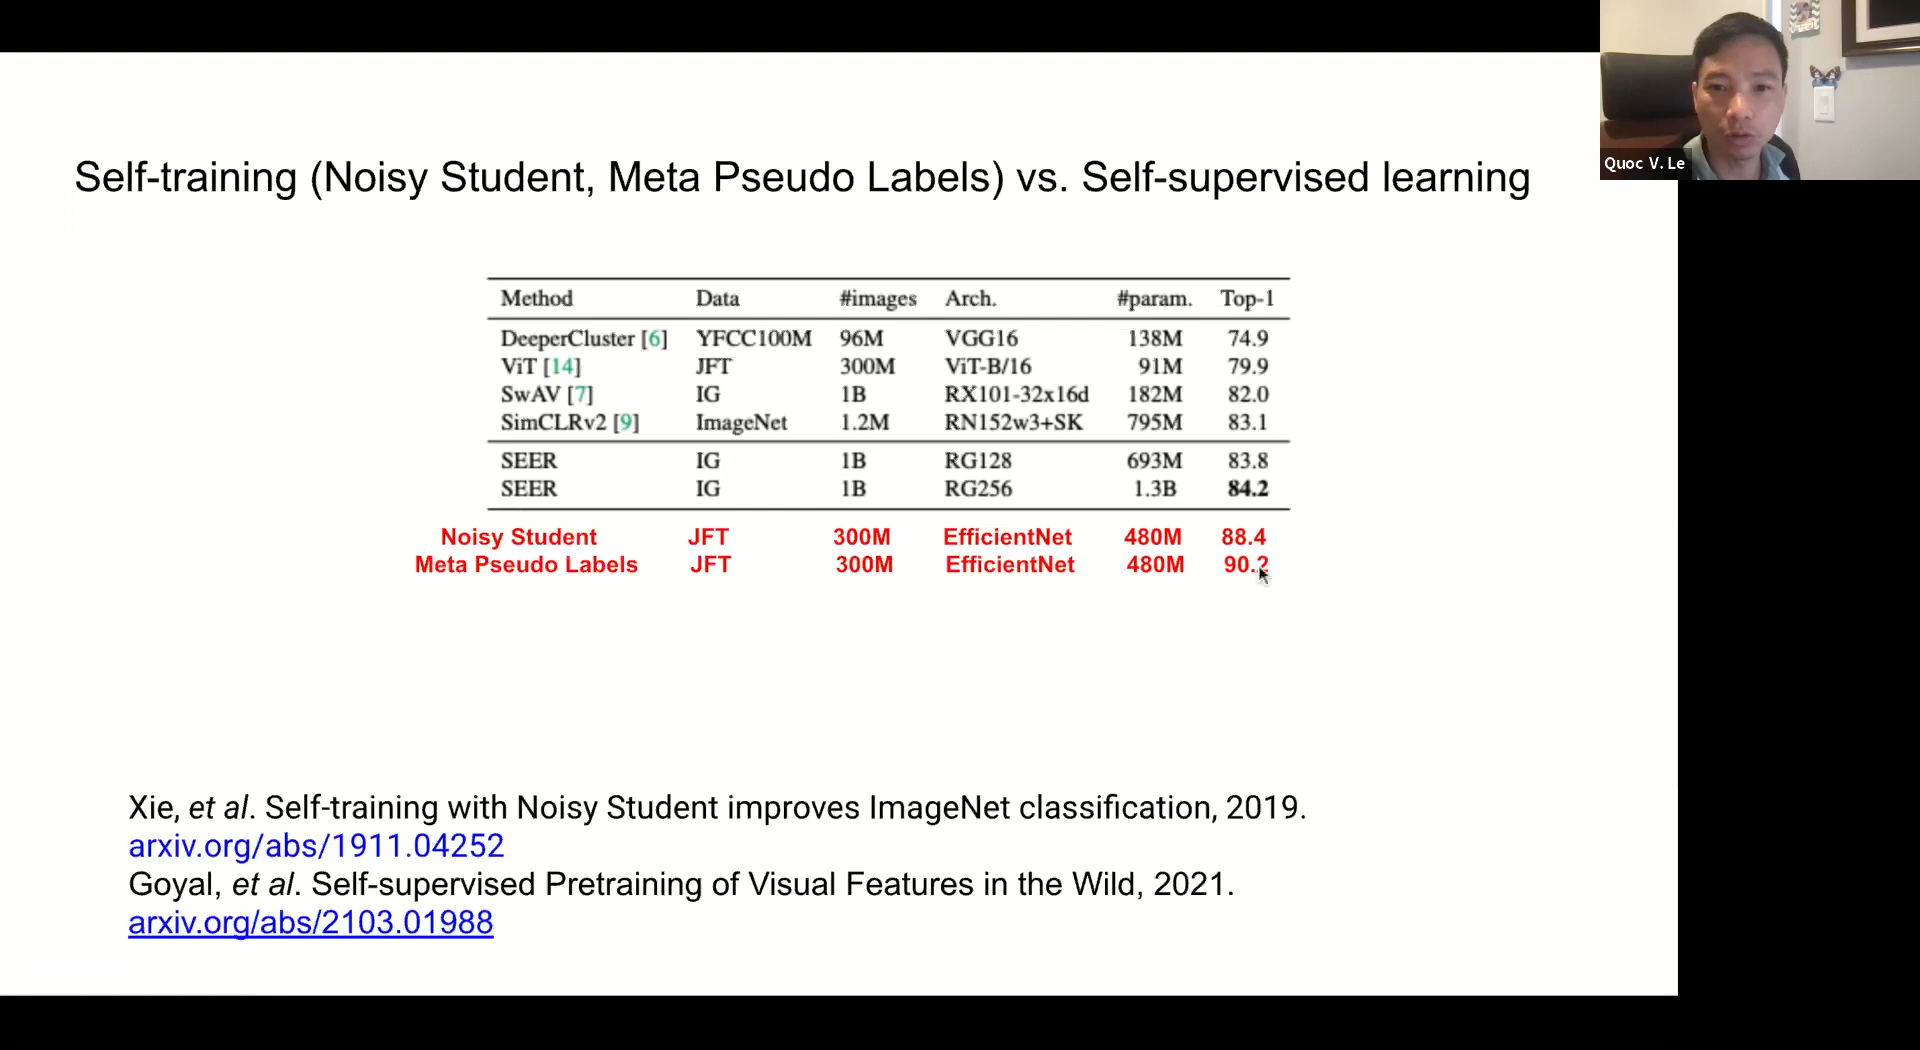 Quoc V. Le
Self-training (Noisy Student, Meta Pseudo Labels) vs. Self-supervised learning
Method Data #images Arch. #param. Top-1
DeeperCluster [6] YFCC100M 96M VGG16 138M 74.9
ViT [14] JFT 300M ViT-B/16 91M 79.9
SwAV [7] IG 1B RX101-32x16d 182M 82.0
SimCLRv2 [9] ImageNet 1.2M RN152w3+SK 795M 83.1
SEER IG 1B RG128 693M 83.8
SEER IG 1B RG256 1.3B 84.2
Noisy Student JFT 300M EfficientNet 480M 88.4
Meta Pseudo Labels JFT 300M EfficientNet 480M 90.2
Xie, et al. Self-training with Noisy Student improves ImageNet classification, 2019.
arxiv.org/abs/1911.04252
Goyal, et al. Self-supervised Pretraining of Visual Features in the Wild, 2021.
arxiv.org/abs/2103.01988